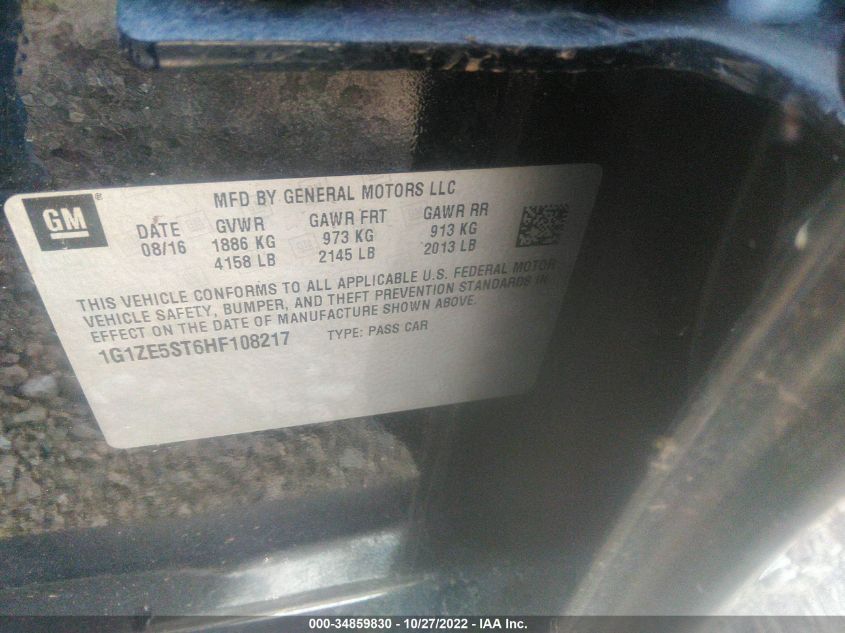 GM®
MFD BY GENERAL MOTORS LLC
DATE GVWR GAWR FRT GAWR RR
08/16 1886 KG 973 KG 913 KG
4158 LB 2145 LB 2013 LB
THIS VEHICLE CONFORMS TO ALL APPLICABLE U.S. FEDERAL MOTOR
VEHICLE SAFETY, BUMPER, AND THEFT PREVENTION STANDARDS IN
EFFECT ON THE DATE OF MANUFACTURE SHOWN ABOVE.
1G1ZE5ST6HF108217 TYPE: PASS CAR
000-34859830 - 10/27/2022 - IAA Inc.